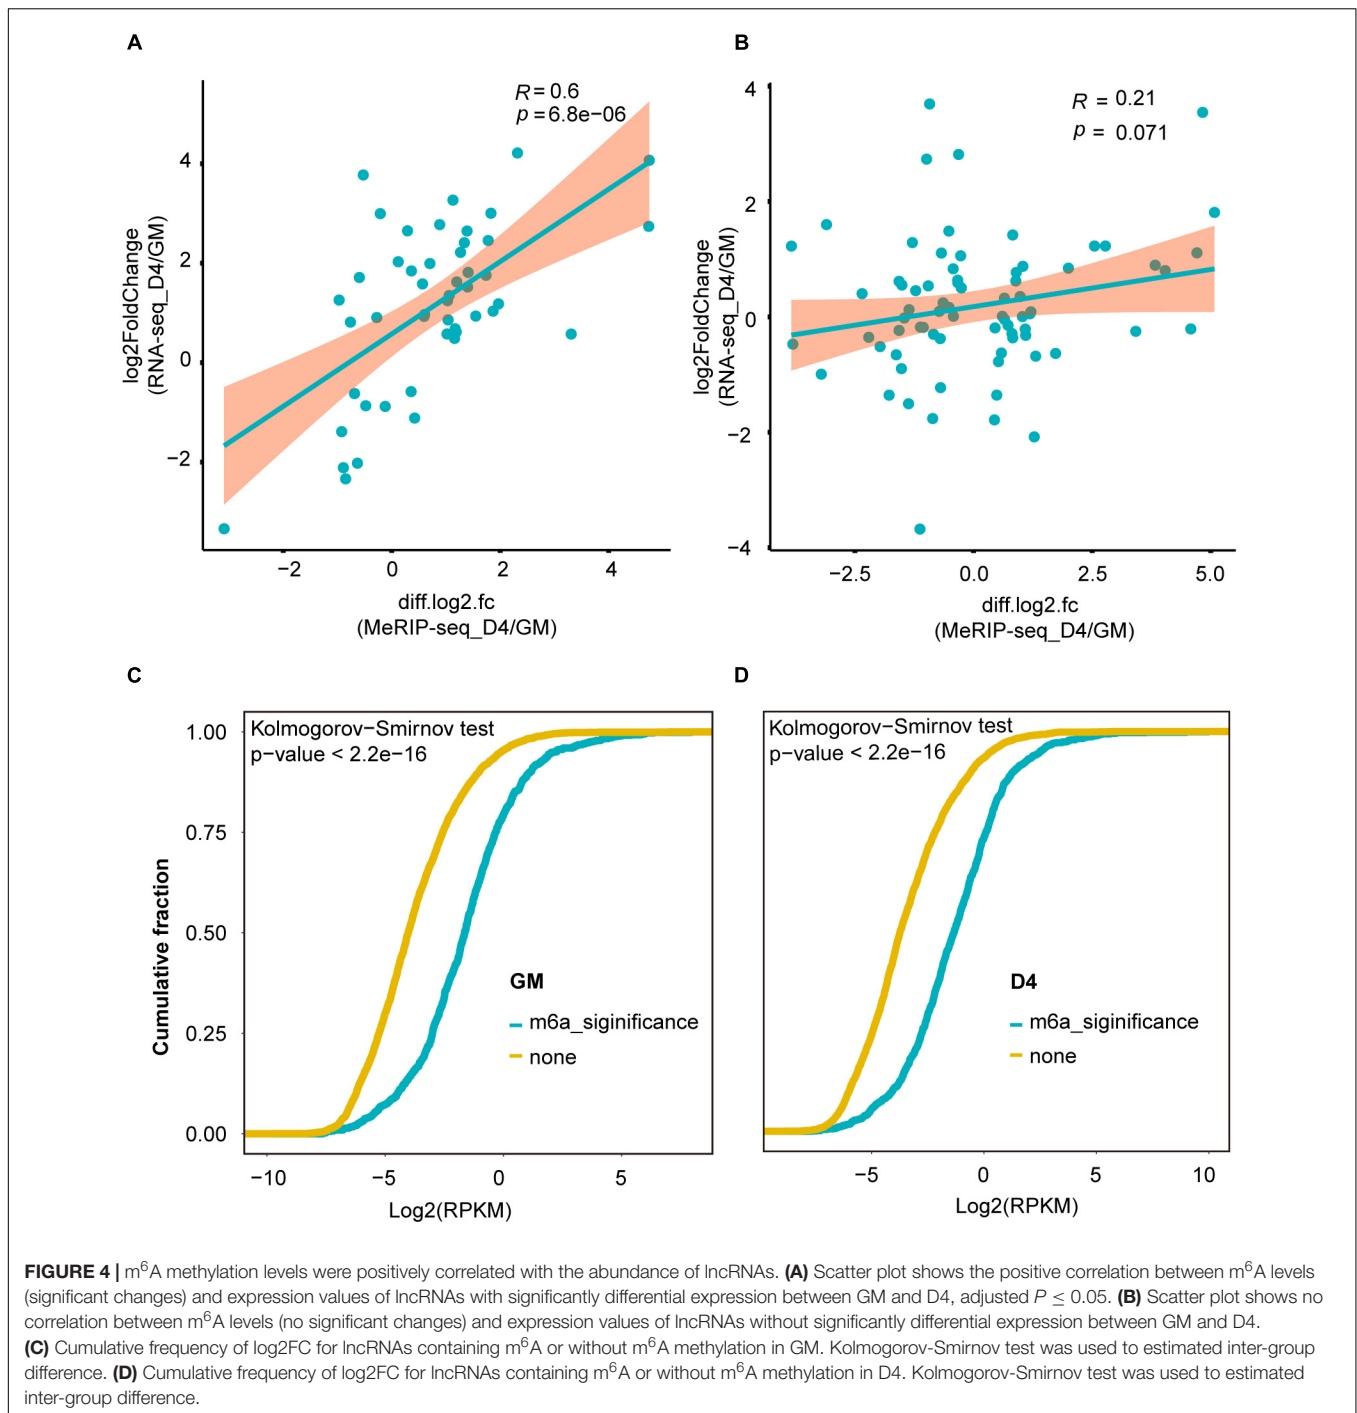 A
R = 0.6
p = 6.8e−06
4
2
0
−2
log2FoldChange
(RNA-seq_D4/GM)
−2
0
2
4
diff.log2.fc
(MeRIP-seq_D4/GM)
B
R = 0.21
p = 0.071
4
2
0
−2
−4
log2FoldChange
(RNA-seq_D4/GM)
−2.5
0.0
2.5
5.0
diff.log2.fc
(MeRIP-seq_D4/GM)
C
Kolmogorov−Smirnov test
p−value < 2.2e−16
1.00
0.75
0.50
0.25
0.00
Cumulative fraction
GM
m6a_siginificance
none
−10
−5
0
5
Log2(RPKM)
D
Kolmogorov−Smirnov test
p−value < 2.2e−16
D4
m6a_siginificance
none
−5
0
5
10
Log2(RPKM)
FIGURE 4 | m⁶A methylation levels were positively correlated with the abundance of lncRNAs. (A) Scatter plot shows the positive correlation between m⁶A levels
(significant changes) and expression values of lncRNAs with significantly differential expression between GM and D4, adjusted P ≤ 0.05. (B) Scatter plot shows no
correlation between m⁶A levels (no significant changes) and expression values of lncRNAs without significantly differential expression between GM and D4.
(C) Cumulative frequency of log2FC for lncRNAs containing m⁶A or without m⁶A methylation in GM. Kolmogorov-Smirnov test was used to estimated inter-group
difference. (D) Cumulative frequency of log2FC for lncRNAs containing m⁶A or without m⁶A methylation in D4. Kolmogorov-Smirnov test was used to estimated
inter-group difference.